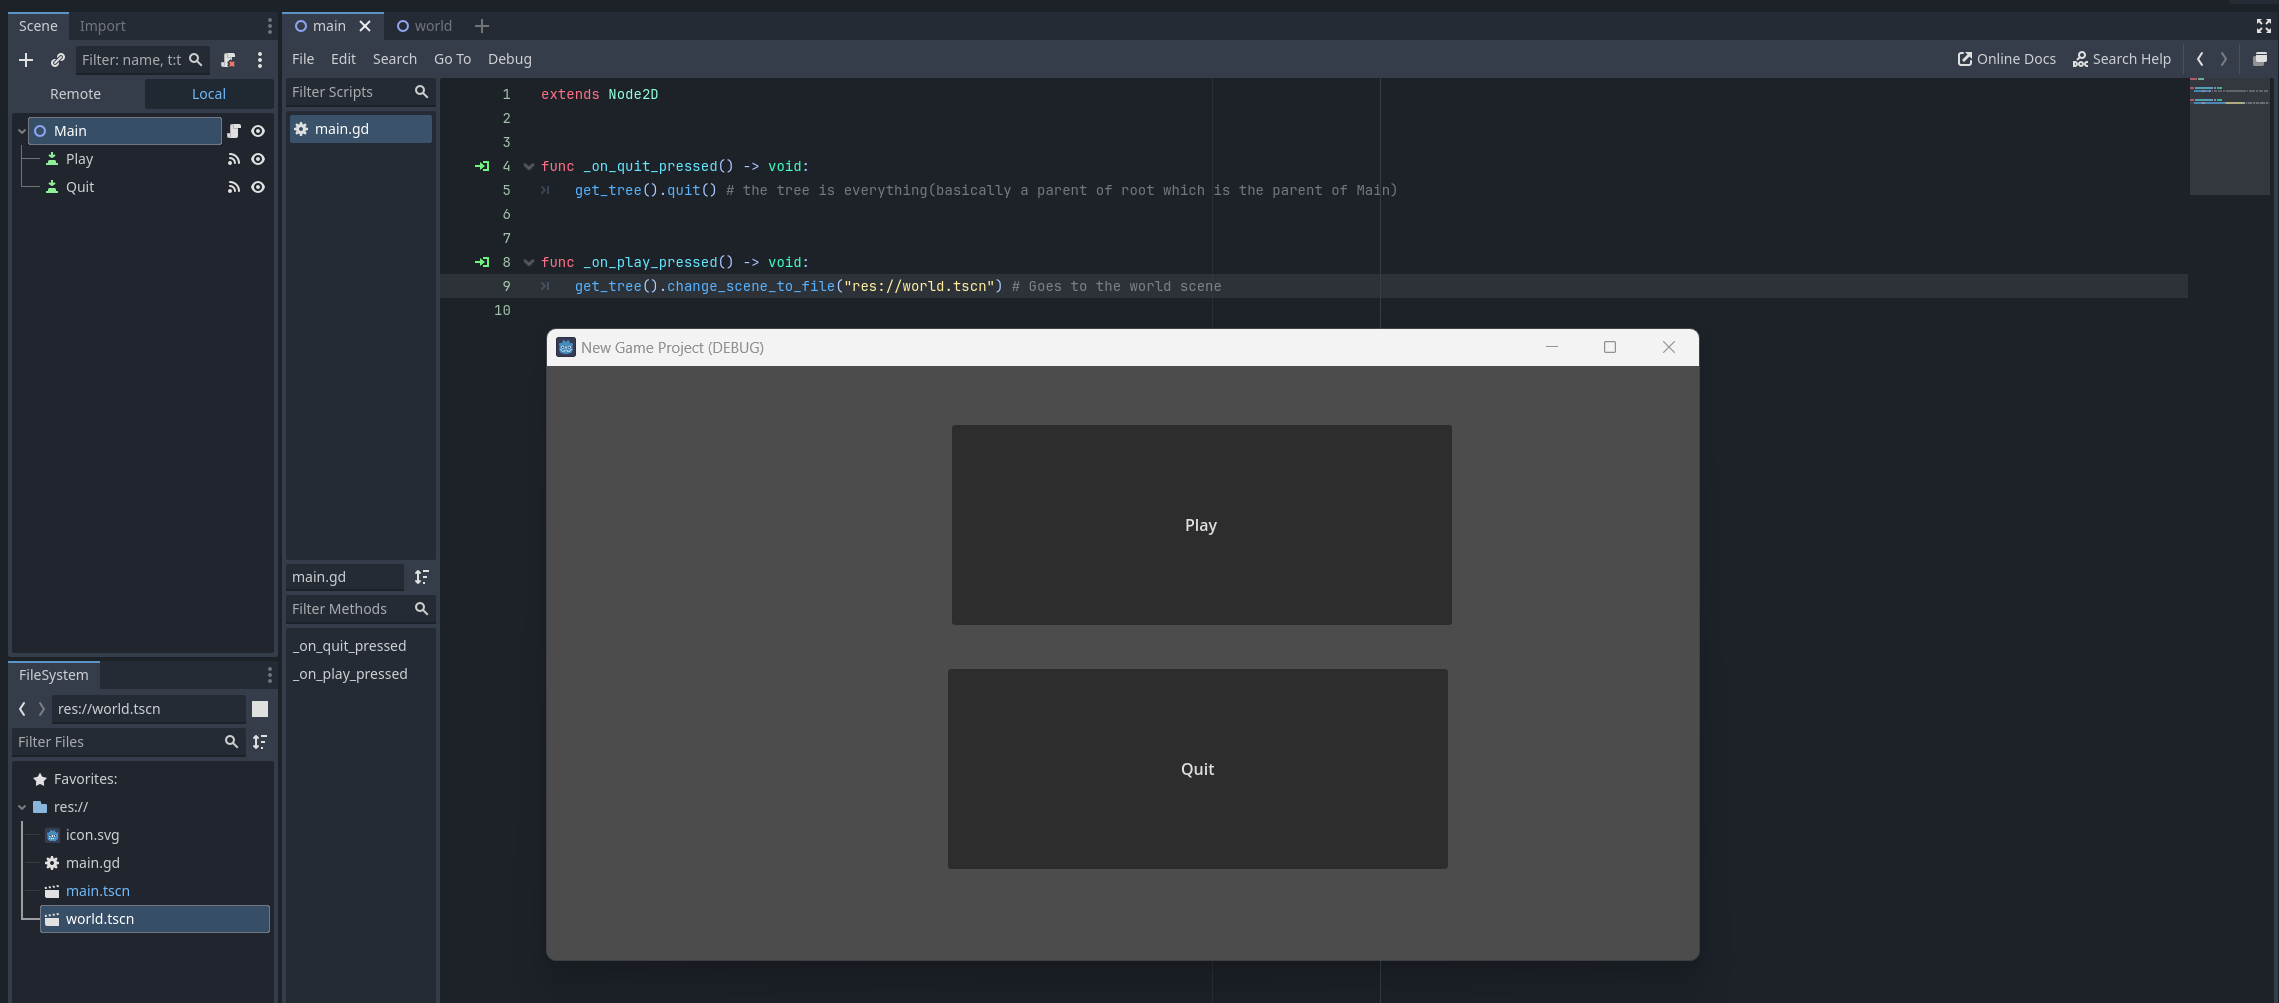 Scene Import
Filter: name, t:t
Remote Local
Main
Play
Quit
FileSystem
res://world.tscn
Filter Files
Favorites:
res://
icon.svg
main.gd
main.tscn
world.tscn
main world
File Edit Search Go To Debug
Online Docs Search Help
Filter Scripts
main.gd
main.gd
Filter Methods
_on_quit_pressed
_on_play_pressed
1 extends Node2D
2
3
4 func _on_quit_pressed() -> void:
5 get_tree().quit() # the tree is everything(basically a parent of root which is the parent of Main)
6
7
8 func _on_play_pressed() -> void:
9 get_tree().change_scene_to_file("res://world.tscn") # Goes to the world scene
10
New Game Project (DEBUG)
Play
Quit